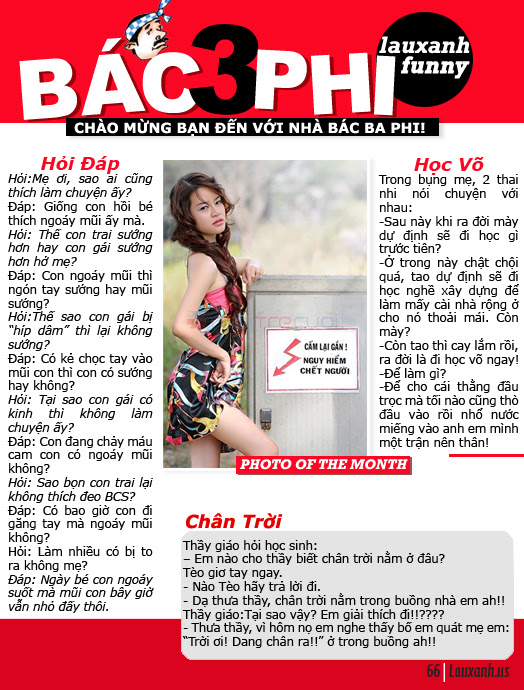 BÁC3PHI
lauxanh
funny
CHÀO MỪNG BẠN ĐẾN VỚI NHÀ BÁC BA PHI!
Hỏi Đáp
Hỏi:Mẹ ơi, sao ai cũng
thích làm chuyện ấy?
Đáp: Giống con hồi bé
thích ngoáy mũi ấy mà.
Hỏi: Thế con trai sướng
hơn hay con gái sướng
hơn hở mẹ?
Đáp: Con ngoáy mũi thì
ngón tay sướng hay mũi
sướng?
Hỏi:Thế sao con gái bị
“híp dâm” thì lại không
sướng?
Đáp: Có kẻ chọc tay vào
mũi con thì con có sướng
hay không?
Hỏi: Tại sao con gái có
kinh thì không làm
chuyện ấy?
Đáp: Con đang chảy máu
cam con có ngoáy mũi
không?
Hỏi: Sao bọn con trai lại
không thích đeo BCS?
Đáp: Có bao giờ con đi
găng tay mà ngoáy mũi
không?
Hỏi: Làm nhiều có bị to
ra không mẹ?
Đáp: Ngày bé con ngoáy
suốt mà mũi con bây giờ
vẫn nhỏ đấy thôi.
CẤM LẠI GẦN !
NGUY HIỂM
CHẾT NGƯỜI
PHOTO OF THE MONTH
Học Võ
Trong bụng mẹ, 2 thai
nhi nói chuyện với
nhau:
-Sau này khi ra đời mày
dự định sẽ đi học gì
trước tiên?
-Ở trong này chật chội
quá, tao dự định sẽ đi
học nghề xây dựng để
làm mấy cái nhà rộng ở
cho nó thoải mái. Còn
mày?
-Còn tao thì cay lắm rồi,
ra đời là đi học võ ngay!
-Để làm gì?
-Để cho cái thằng đầu
trọc mà tối nào cũng thò
đầu vào rồi nhổ nước
miếng vào anh em mình
một trận nên thân!
Chân Trời
Thầy giáo hỏi học sinh:
– Em nào cho thầy biết chân trời nằm ở đâu?
Tèo giơ tay ngay.
- Nào Tèo hãy trả lời đi.
- Dạ thưa thầy, chân trời nằm trong buồng nhà em ah!!
Thầy giáo:Tại sao vậy? Em giải thích đi!!????
- Thưa thầy, vì hôm nọ em nghe thấy bố em quát mẹ em:
“Trời ơi! Dang chân ra!!” ở trong buồng ah!!
66 Lauxanh.us